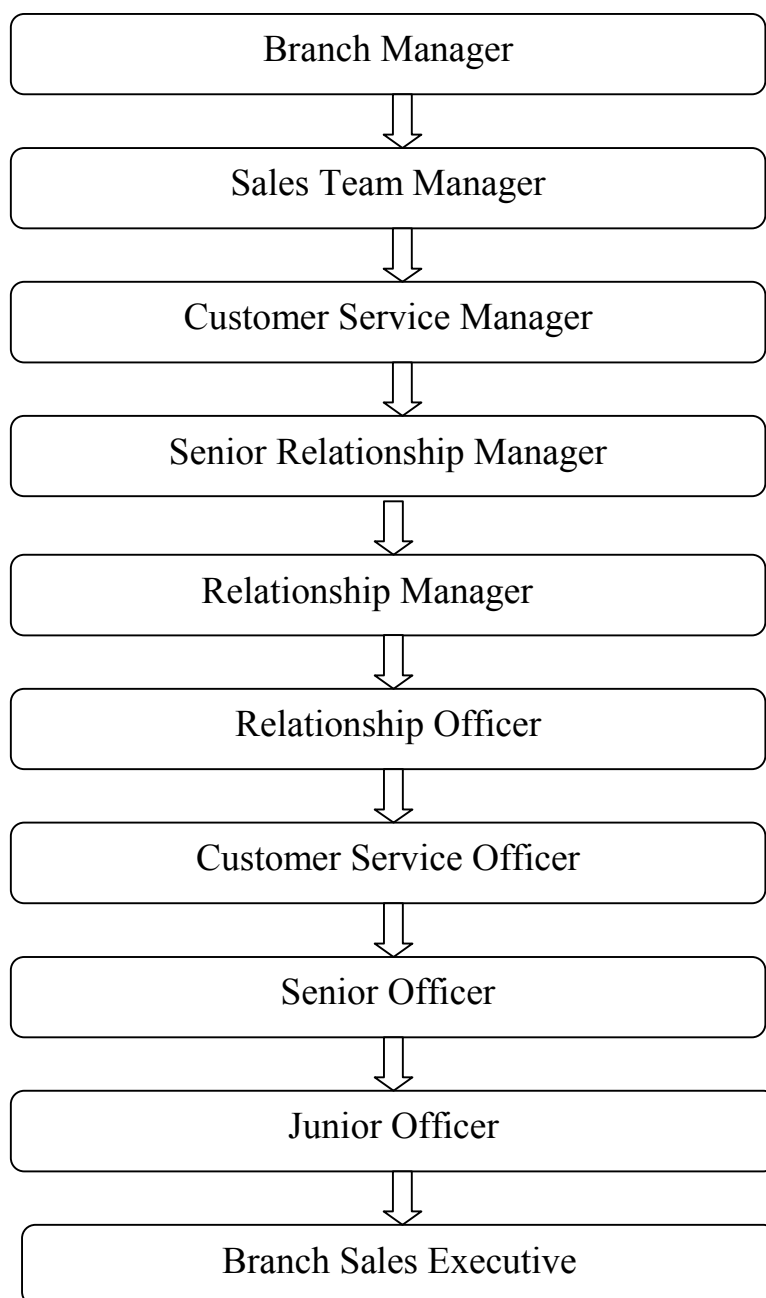 Branch Manager
Sales Team Manager
Customer Service Manager
Senior Relationship Manager
Relationship Manager
Relationship Officer
Customer Service Officer
Senior Officer
Junior Officer
Branch Sales Executive